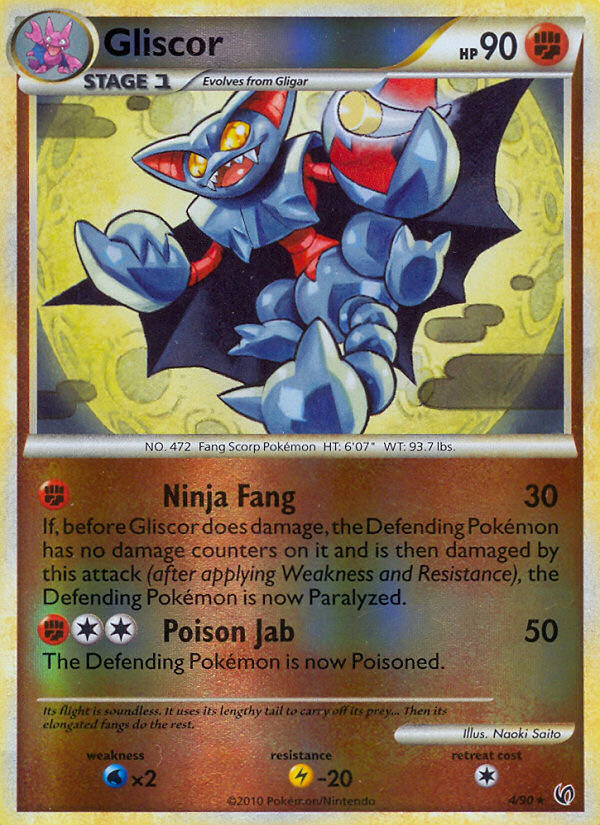 Gliscor
HP 90
STAGE 1 Evolves from Gligar
NO. 472 Fang Scorp Pokémon HT: 6'07" WT: 93.7 lbs.
Ninja Fang 30
If, before Gliscor does damage, the Defending Pokémon
has no damage counters on it and is then damaged by
this attack (after applying Weakness and Resistance), the
Defending Pokémon is now Paralyzed.
Poison Jab 50
The Defending Pokémon is now Poisoned.
Its flight is soundless. It uses its lengthy tail to carry off its prey... Then its
elongated fangs do the rest.
Illus. Naoki Saito
weakness resistance retreat cost
×2 -20
©2010 Pokémon/Nintendo 4/90 ★